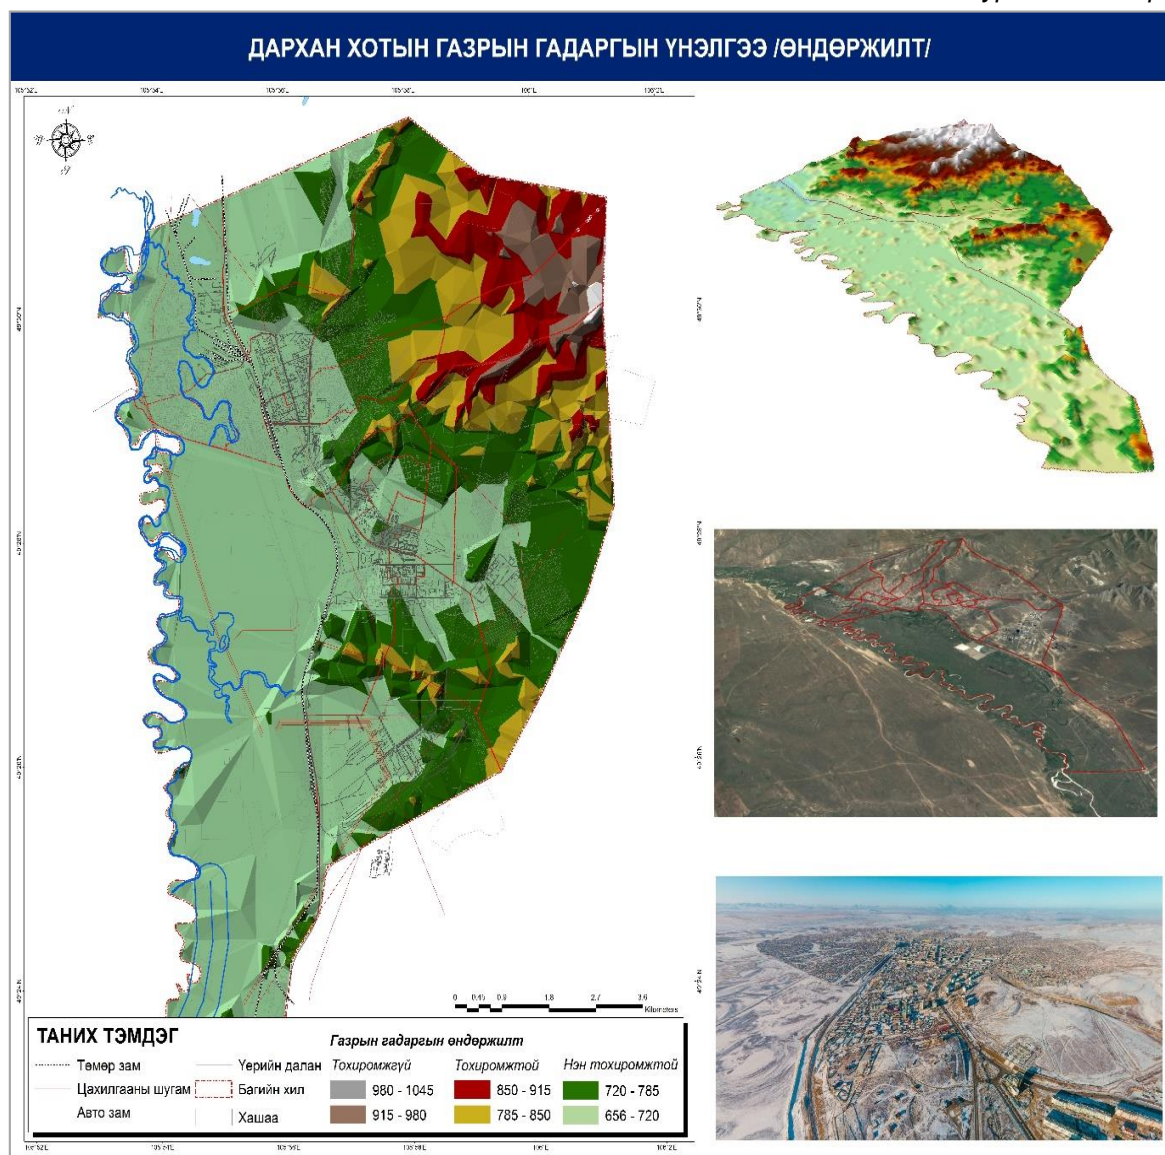 ДАРХАН ХОТЫН ГАЗРЫН ГАДАРГЫН ҮНЭЛГЭЭ /ӨНДӨРЖИЛТ/
0 0.45 0.9 1.8 2.7 3.6
Kilometers
ТАНИХ ТЭМДЭГ
Төмөр зам
Цахилгааны шугам
Авто зам
Үерийн далан
Багийн хил
Хашаа
Газрын гадаргын өндөржилт
Тохиромжгүй
980 - 1045
915 - 980
Тохиромжтой
850 - 915
785 - 850
Нэн тохиромжтой
720 - 785
656 - 720